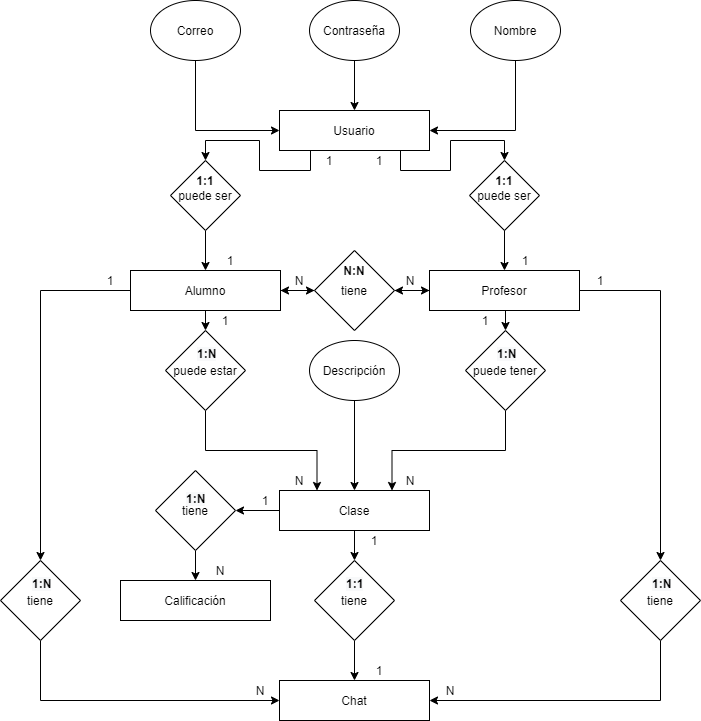 Correo
Contraseña
Nombre
Usuario
1
1
1:1
puede ser
1:1
puede ser
1
1
1
N
N:N
tiene
N
1
Alumno
Profesor
1
1
1:N
puede estar
Descripción
1:N
puede tener
N
N
1:N
tiene
1
Clase
1
N
Calificación
1:N
tiene
1:1
tiene
1:N
tiene
1
N
N
Chat